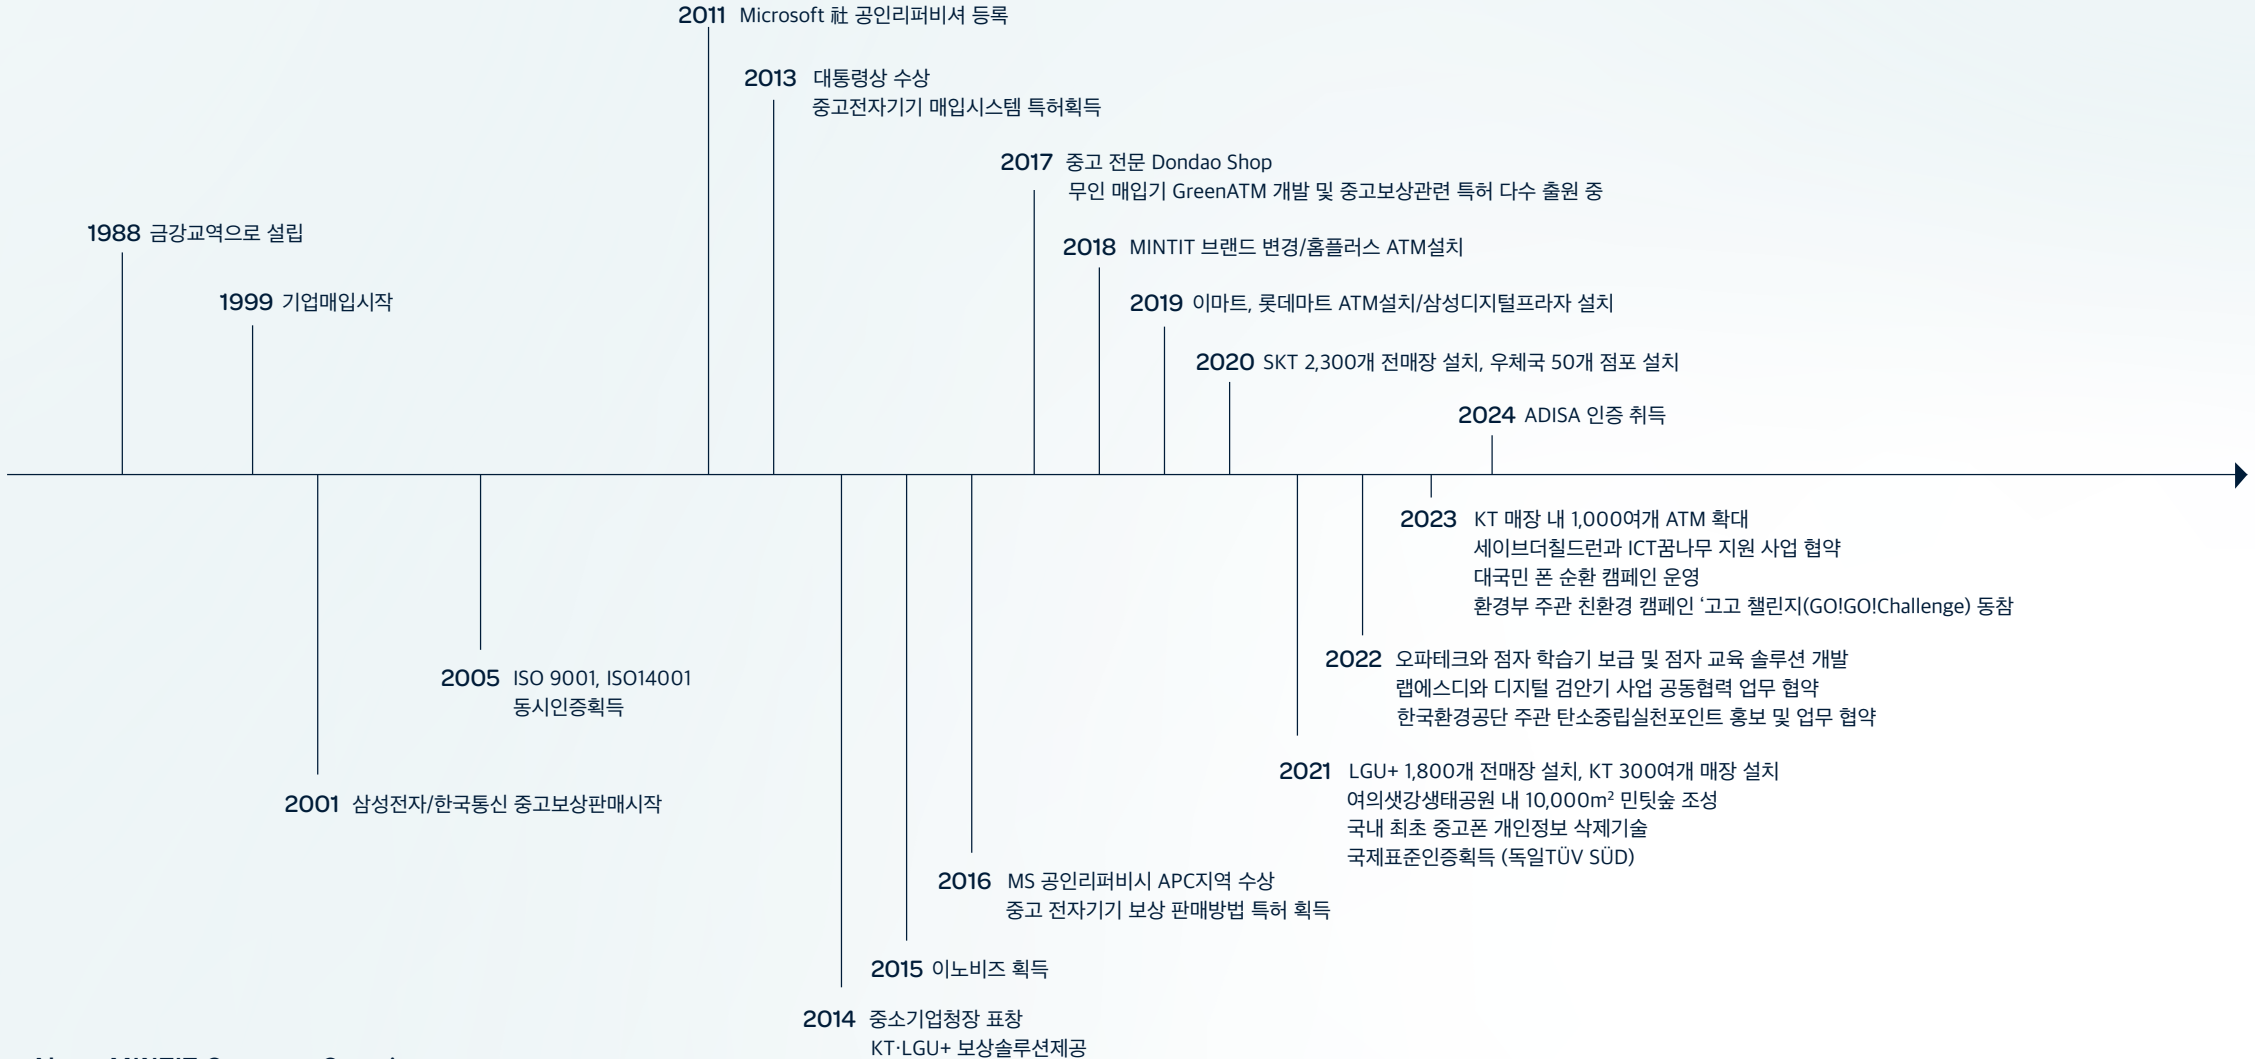 2011 Microsoft 社 공인리퍼비셔 등록
2013 대통령상 수상
중고전자기기 매입시스템 특허획득
2017 중고 전문 Dondao Shop
무인 매입기 GreenATM 개발 및 중고보상관련 특허 다수 출원 중
1988 금강교역으로 설립
2018 MINTIT 브랜드 변경/홈플러스 ATM설치
1999 기업매입시작
2019 이마트, 롯데마트 ATM설치/삼성디지털프라자 설치
2020 SKT 2,300개 전매장 설치, 우체국 50개 점포 설치
2024 ADISA 인증 취득
2023 KT 매장 내 1,000여개 ATM 확대
세이브더칠드런과 ICT꿈나무 지원 사업 협약
대국민 폰 순환 캠페인 운영
환경부 주관 친환경 캠페인 ‘고고 챌린지(GO!GO!Challenge) 동참
2022 오파테크와 점자 학습기 보급 및 점자 교육 솔루션 개발
랩에스디와 디지털 검안기 사업 공동협력 업무 협약
한국환경공단 주관 탄소중립실천포인트 홍보 및 업무 협약
2005 ISO 9001, ISO14001
동시인증획득
2021 LGU+ 1,800개 전매장 설치, KT 300여개 매장 설치
여의샛강생태공원 내 10,000m² 민팃숲 조성
국내 최초 중고폰 개인정보 삭제기술
국제표준인증획득 (독일TÜV SÜD)
2001 삼성전자/한국통신 중고보상판매시작
2016 MS 공인리퍼비시 APC지역 수상
중고 전자기기 보상 판매방법 특허 획득
2015 이노비즈 획득
2014 중소기업청장 표창
KT·LGU+ 보상솔루션제공